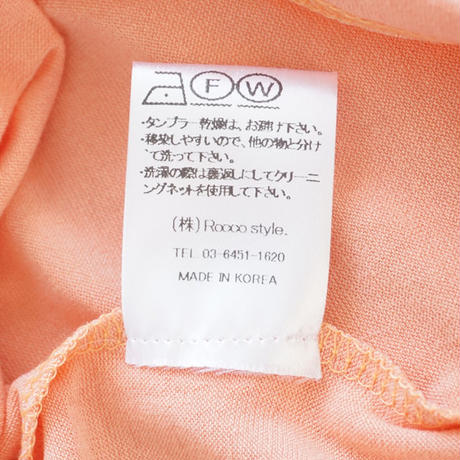 F W
・タンブラー乾燥は、お避け下さい。
・移染しやすいので、他の物と分け
て洗って下さい。
・洗濯の際は裏返しにしてクリーニ
ングネットを使用して下さい。
(株) Rocco style.
TEL. 03-6451-1620
MADE IN KOREA